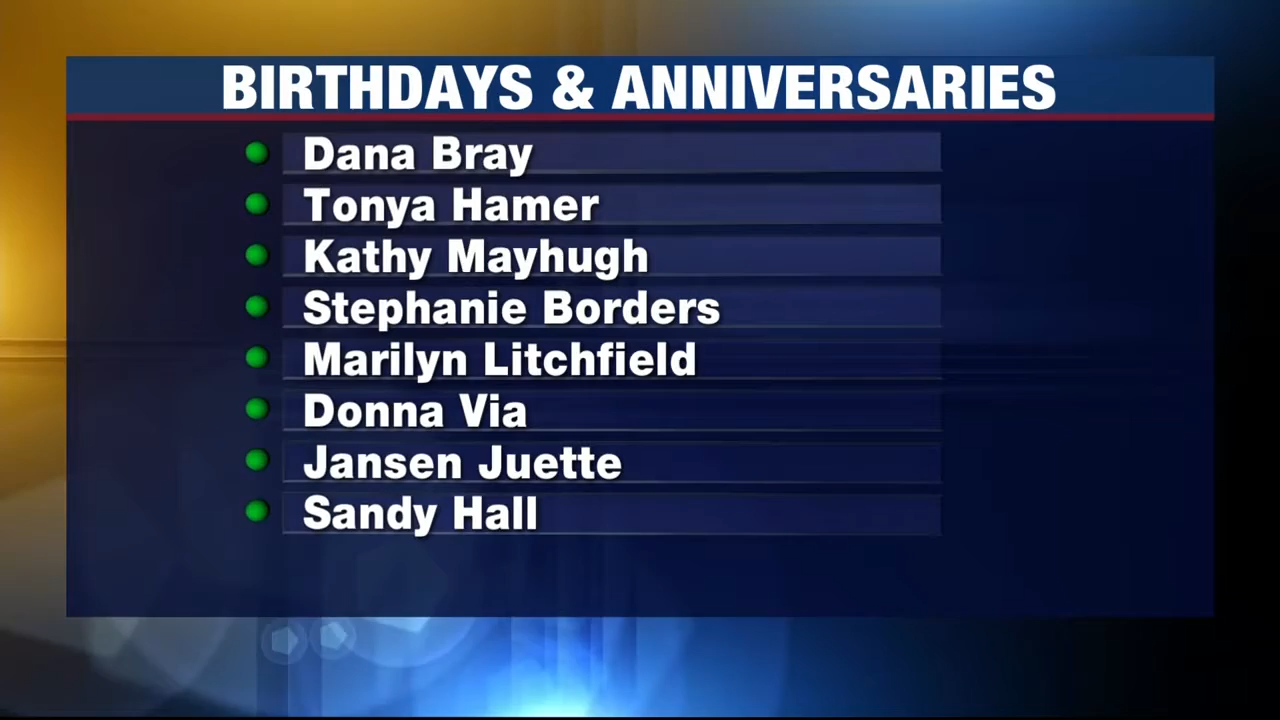 BIRTHDAYS & ANNIVERSARIES
Dana Bray
Tonya Hamer
Kathy Mayhugh
Stephanie Borders
Marilyn Litchfield
Donna Via
Jansen Juette
Sandy Hall